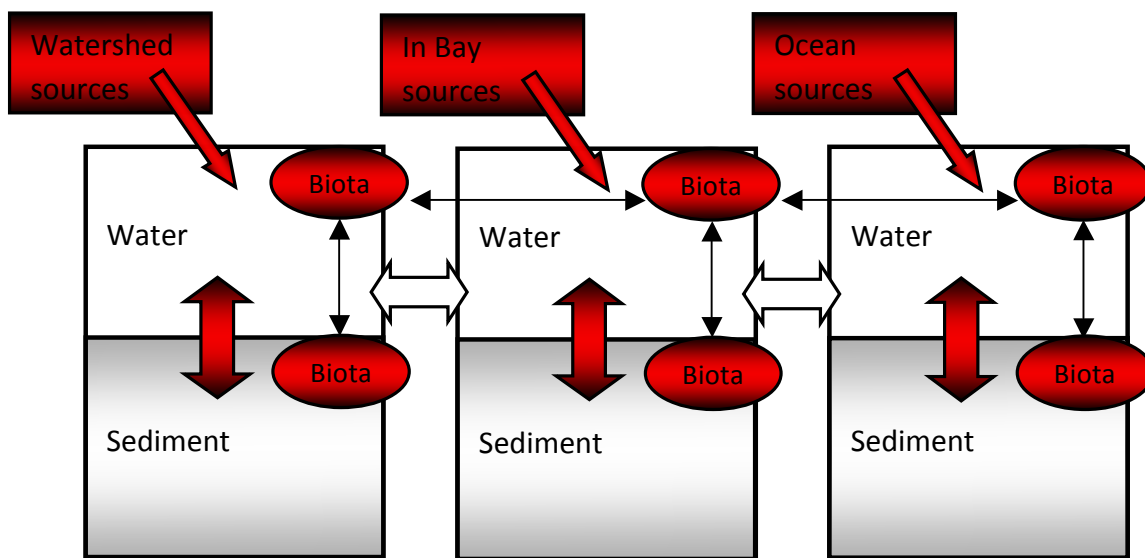 Watershed
sources
In Bay
sources
Ocean
sources
Biota
Biota
Biota
Water
Water
Water
Biota
Biota
Biota
Sediment
Sediment
Sediment